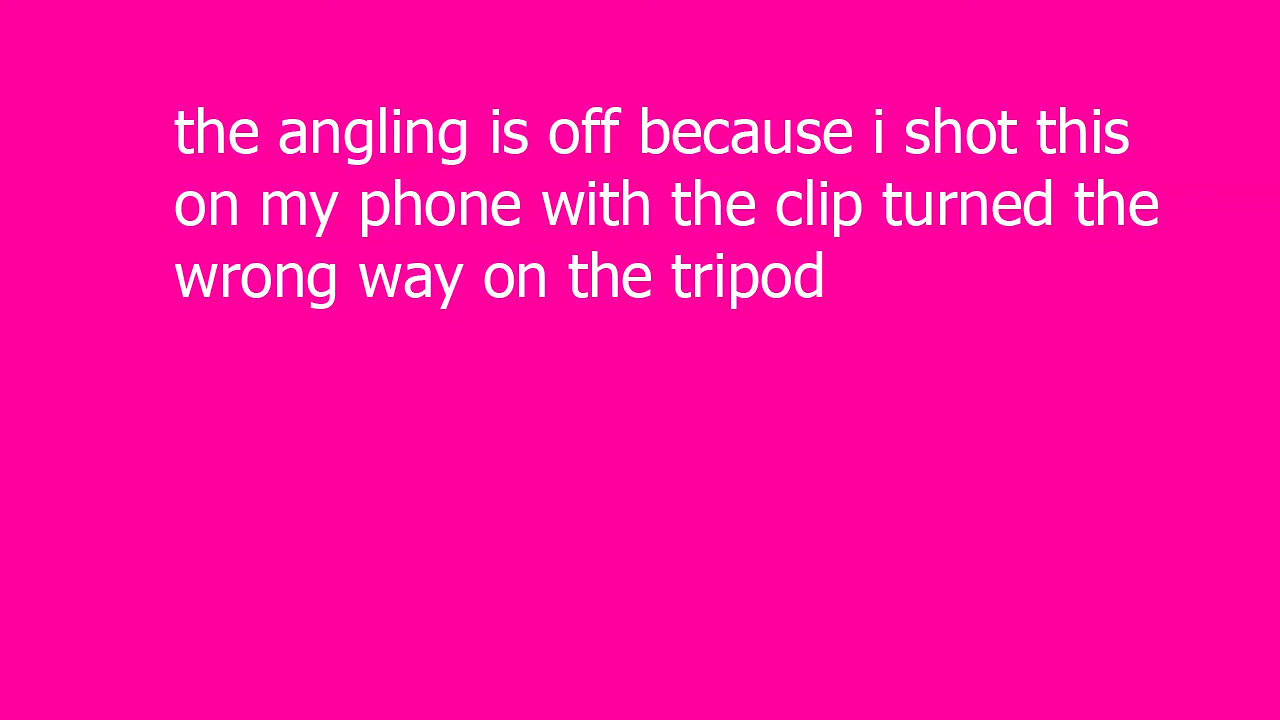 the angling is off because i shot this
on my phone with the clip turned the
wrong way on the tripod